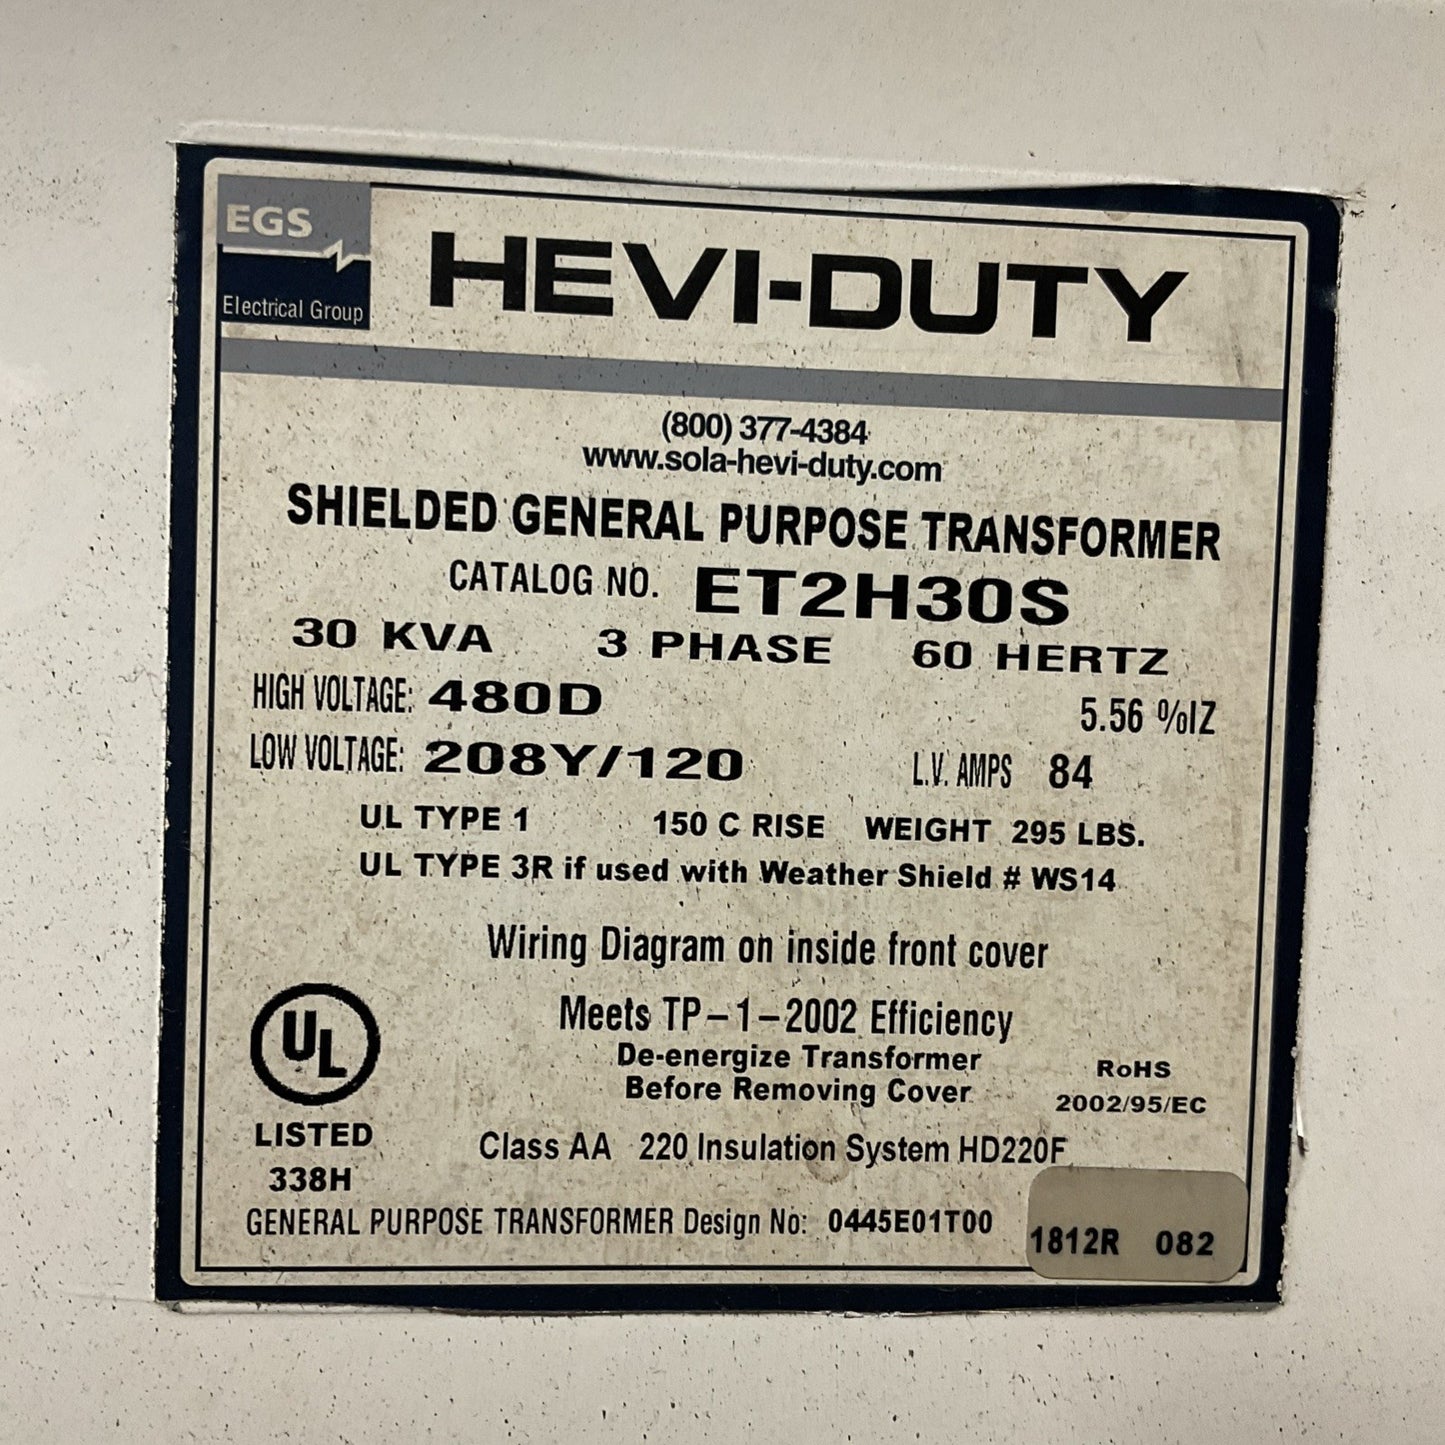 EGS
Electrical Group
HEVI-DUTY
(800) 377-4384
www.sola-hevi-duty.com
SHIELDED GENERAL PURPOSE TRANSFORMER
CATALOG NO. ET2H30S
30 KVA 3 PHASE 60 HERTZ
HIGH VOLTAGE: 480D 5.56 %IZ
LOW VOLTAGE: 208Y/120 L.V. AMPS 84
UL TYPE 1 150 C RISE WEIGHT 295 LBS.
UL TYPE 3R if used with Weather Shield # WS14
Wiring Diagram on inside front cover
Meets TP-1-2002 Efficiency
De-energize Transformer
Before Removing Cover
RoHS
2002/95/EC
UL
LISTED
338H
Class AA 220 Insulation System HD220F
GENERAL PURPOSE TRANSFORMER Design No: 0445E01T00
1812R 082